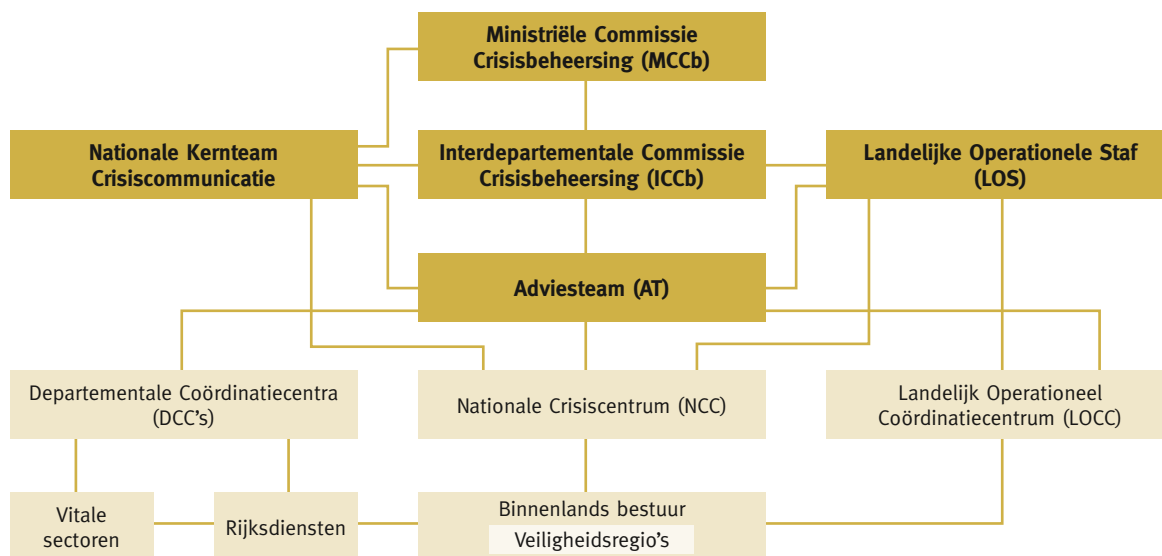 Ministriële Commissie
Crisisbeheersing (MCCb)
Nationale Kernteam
Crisiscommunicatie
Interdepartementale Commissie
Crisisbeheersing (ICCb)
Landelijke Operationele Staf
(LOS)
Adviesteam (AT)
Departementale Coördinatiecentra
(DCC’s)
Nationale Crisiscentrum (NCC)
Landelijk Operationeel
Coördinatiecentrum (LOCC)
Vitale
sectoren
Rijksdiensten
Binnenlands bestuur
Veiligheidsregio’s